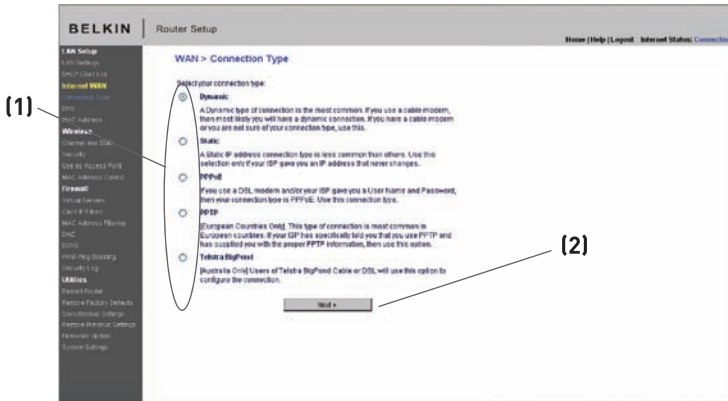 BELKIN | Router Setup
Home | Help | Logout Internet Status: Connection
LAN Setup
LAN Settings
DHCP Client List
Internet WAN
Connection Type
DNS
MAC Address
Wireless
Channel and SSID
Security
Use as Access Point
MAC Address Control
Firewall
Virtual Servers
Client IP Filters
MAC Address Filtering
DMZ
DDNS
WAN Ping Blocking
Security Log
Utilities
Restart Router
Restore Factory Defaults
Save/Backup Settings
Restore Previous Settings
Firmware Update
System Settings
(1)
WAN > Connection Type
Select your connection type:
Dynamic
A Dynamic type of connection is the most common. If you use a cable modem,
then most likely you will have a dynamic connection. If you have a cable modem
or you are not sure of your connection type, use this.
Static
A Static IP address connection type is less common than others. Use this
selection only if your ISP gave you an IP address that never changes.
PPPoE
If you use a DSL modem and/or your ISP gave you a User Name and Password,
then your connection type is PPPoE. Use this connection type.
PPTP
[European Countries Only]. This type of connection is most common in
European countries. If your ISP has specifically told you that you use PPTP and
has supplied you with the proper PPTP information, then use this option.
Telstra BigPond
[Australia Only] Users of Telstra BigPond Cable or DSL will use this option to
configure the connection.
Next >
(2)